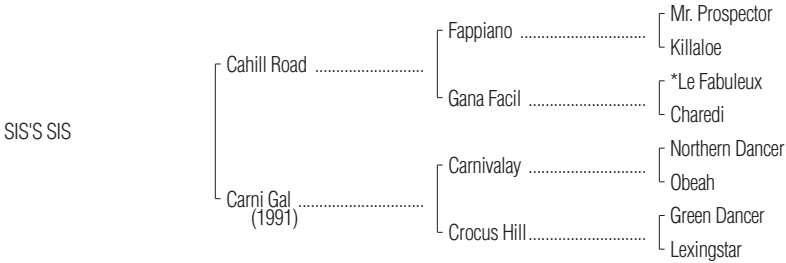 Mr. Prospector
Fappiano ..............................
Killaloe
Cahill Road ..........................
*Le Fabuleux
Gana Facil ............................
Charedi
SIS'S SIS
Northern Dancer
Carnivalay ............................
Obeah
Carni Gal ..............................
(1991)
Green Dancer
Crocus Hill ............................
Lexingstar